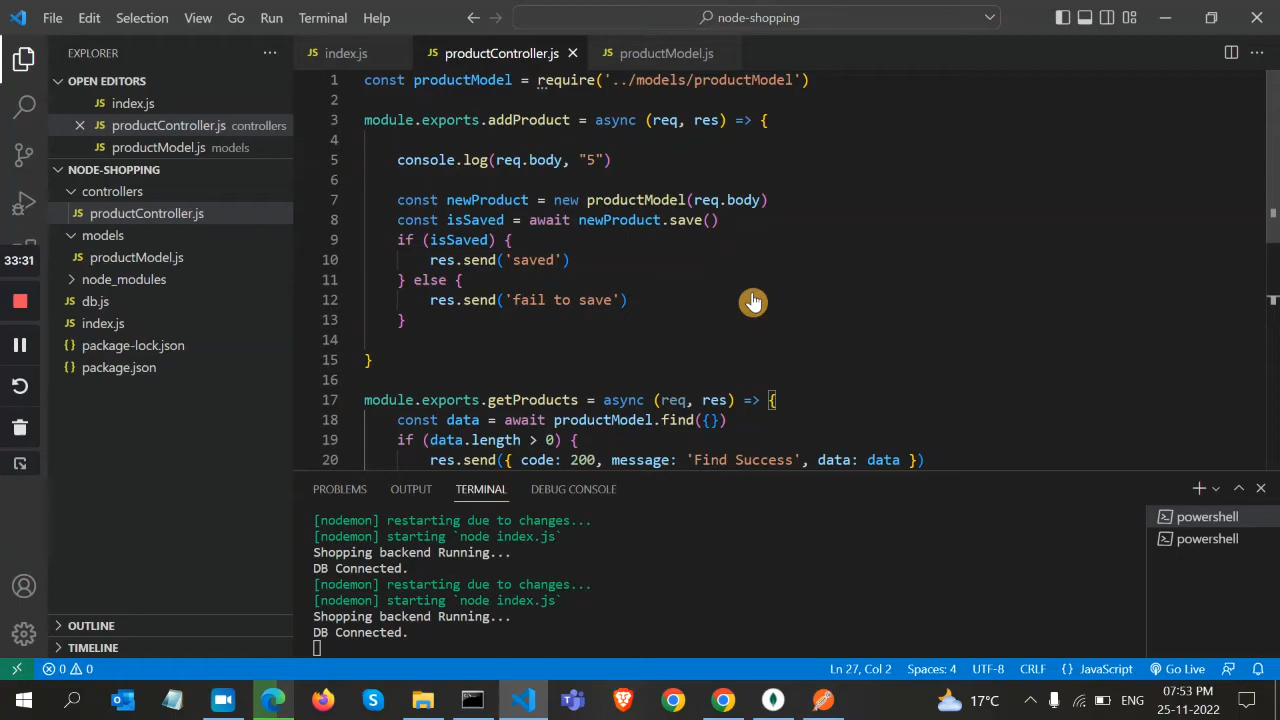 File Edit Selection View Go Run Terminal Help
node-shopping
EXPLORER
index.js
productController.js
productModel.js
OPEN EDITORS
index.js
productController.js controllers
productModel.js models
NODE-SHOPPING
controllers
JS productController.js
models
JS productModel.js
node_modules
JS db.js
JS index.js
package-lock.json
package.json
OUTLINE
TIMELINE
33:31
1 const productModel = require('../models/productModel')
2
3 module.exports.addProduct = async (req, res) => {
4
5 console.log(req.body, "5")
6
7 const newProduct = new productModel(req.body)
8 const isSaved = await newProduct.save()
9 if (isSaved) {
10 res.send('saved')
11 } else {
12 res.send('fail to save')
13 }
14
15 }
16
17 module.exports.getProducts = async (req, res) => {
18 const data = await productModel.find({})
19 if (data.length > 0) {
20 res.send({ code: 200, message: 'Find Success', data: data })
PROBLEMS OUTPUT TERMINAL DEBUG CONSOLE
[nodemon] restarting due to changes...
[nodemon] starting `node index.js`
Shopping backend Running...
DB Connected.
[nodemon] restarting due to changes...
[nodemon] starting `node index.js`
Shopping backend Running...
DB Connected.
powershell
powershell
0 0
Ln 27, Col 2 Spaces: 4 UTF-8 CRLF {} JavaScript Go Live
17°C
ENG
07:53 PM
25-11-2022